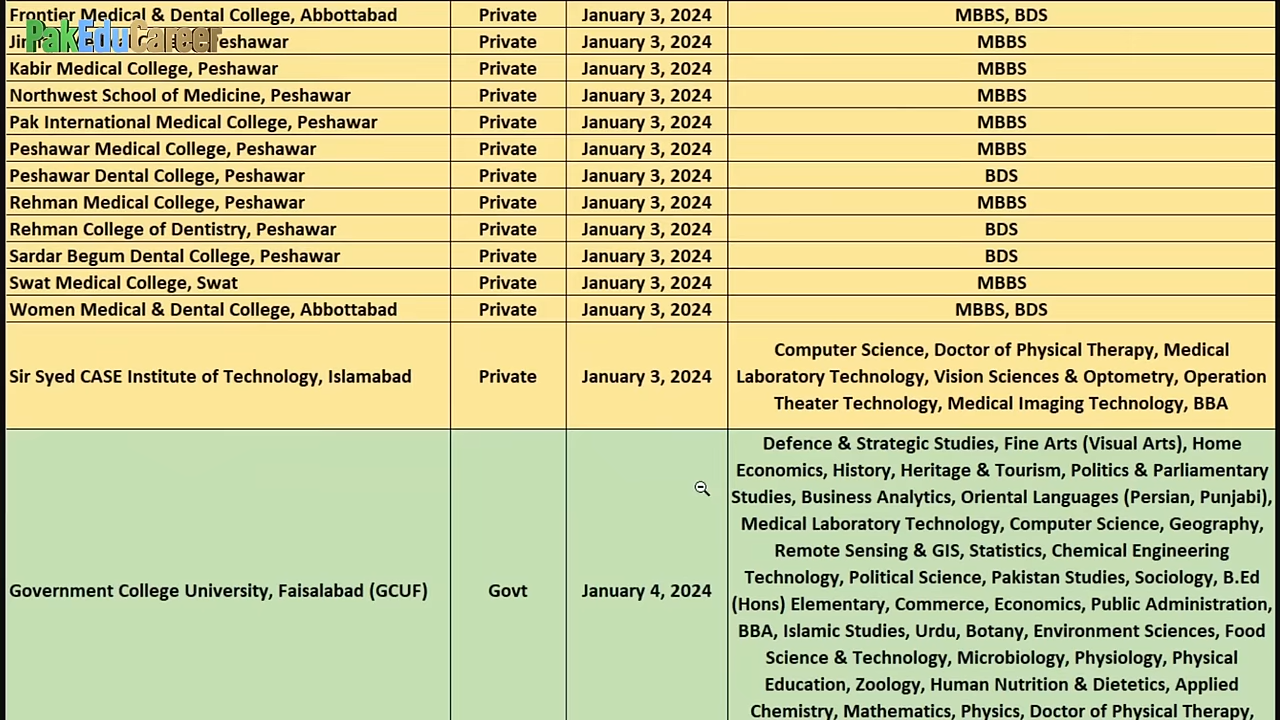 Frontier Medical & Dental College, Abbottabad Private January 3, 2024 MBBS, BDS
PakEduCareer
Peshawar Private January 3, 2024 MBBS
Kabir Medical College, Peshawar Private January 3, 2024 MBBS
Northwest School of Medicine, Peshawar Private January 3, 2024 MBBS
Pak International Medical College, Peshawar Private January 3, 2024 MBBS
Peshawar Medical College, Peshawar Private January 3, 2024 MBBS
Peshawar Dental College, Peshawar Private January 3, 2024 BDS
Rehman Medical College, Peshawar Private January 3, 2024 MBBS
Rehman College of Dentistry, Peshawar Private January 3, 2024 BDS
Sardar Begum Dental College, Peshawar Private January 3, 2024 BDS
Swat Medical College, Swat Private January 3, 2024 MBBS
Women Medical & Dental College, Abbottabad Private January 3, 2024 MBBS, BDS
Sir Syed CASE Institute of Technology, Islamabad Private January 3, 2024
Computer Science, Doctor of Physical Therapy, Medical
Laboratory Technology, Vision Sciences & Optometry, Operation
Theater Technology, Medical Imaging Technology, BBA
Government College University, Faisalabad (GCUF) Govt January 4, 2024
Defence & Strategic Studies, Fine Arts (Visual Arts), Home
Economics, History, Heritage & Tourism, Politics & Parliamentary
Studies, Business Analytics, Oriental Languages (Persian, Punjabi),
Medical Laboratory Technology, Computer Science, Geography,
Remote Sensing & GIS, Statistics, Chemical Engineering
Technology, Political Science, Pakistan Studies, Sociology, B.Ed
(Hons) Elementary, Commerce, Economics, Public Administration,
BBA, Islamic Studies, Urdu, Botany, Environment Sciences, Food
Science & Technology, Microbiology, Physiology, Physical
Education, Zoology, Human Nutrition & Dietetics, Applied
Chemistry, Mathematics, Physics, Doctor of Physical Therapy,